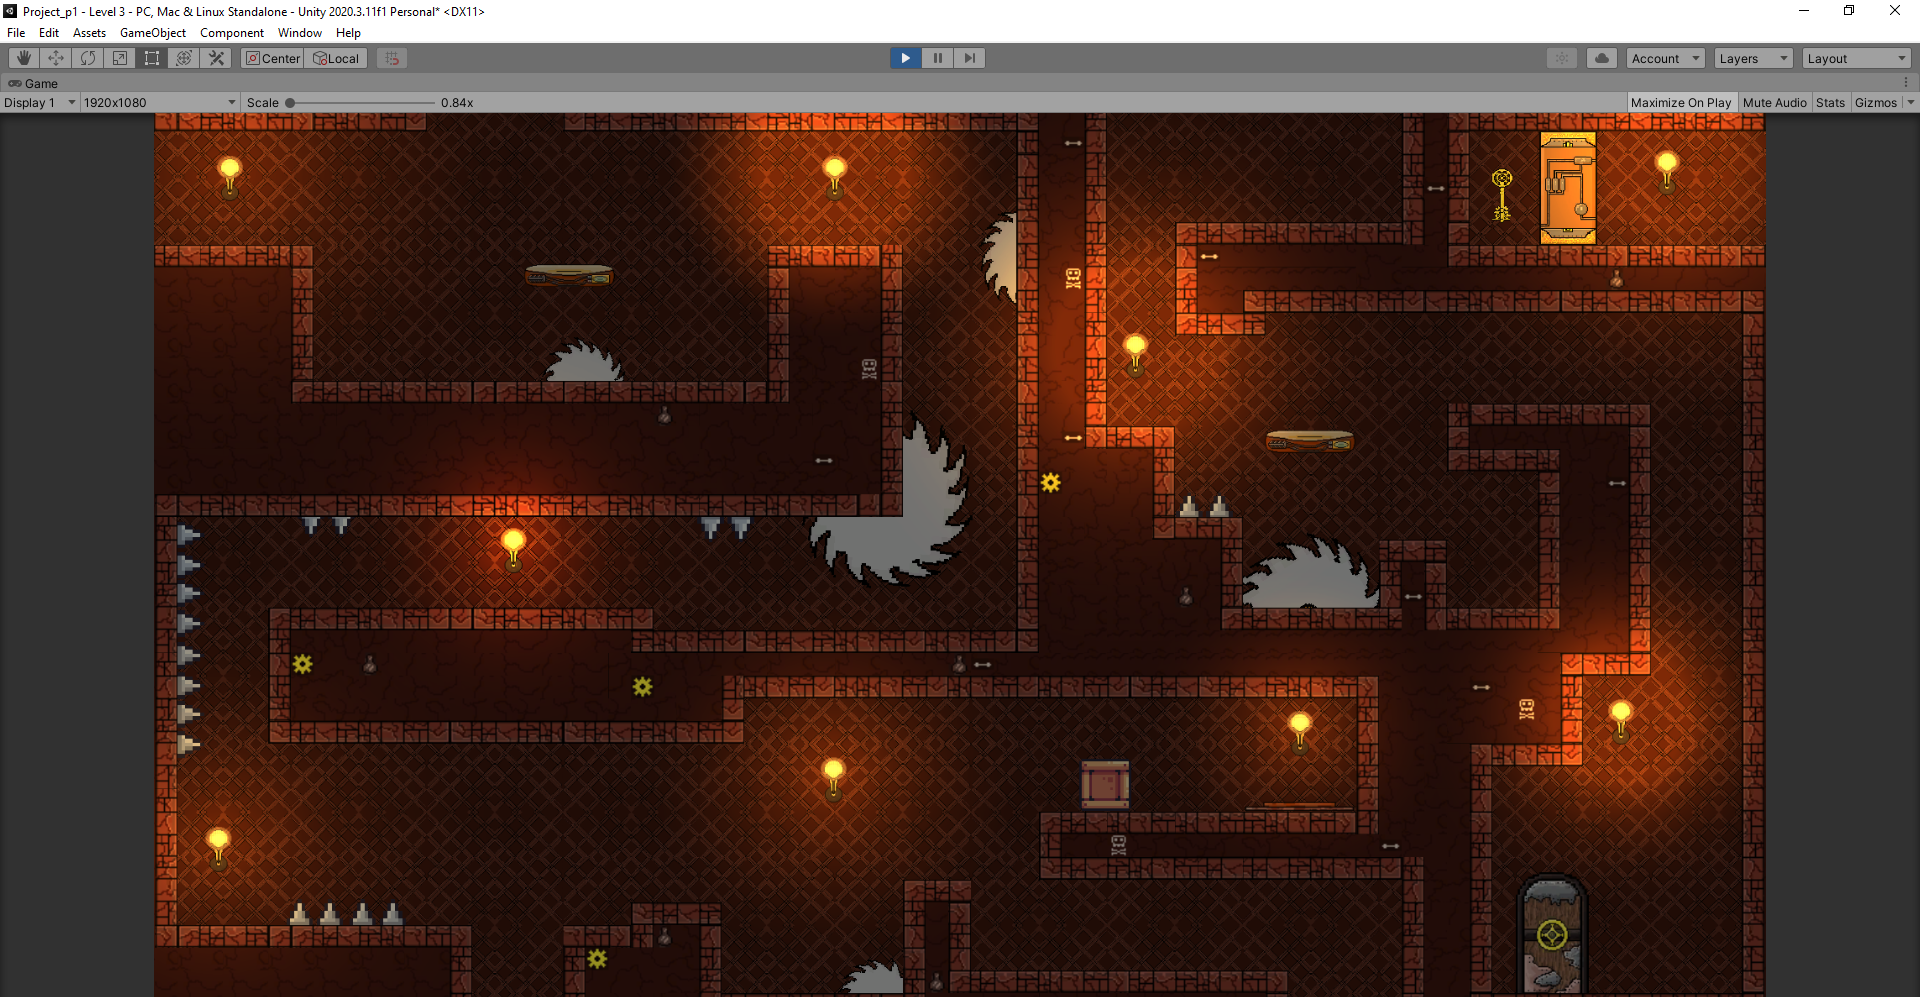 Project_p1 - Level 3 - PC, Mac & Linux Standalone - Unity 2020.3.11f1 Personal* <DX11>
File Edit Assets GameObject Component Window Help
Center Local Account Layers Layout
Game
Display 1 1920x1080 Scale 0.84x Maximize On Play Mute Audio Stats Gizmos